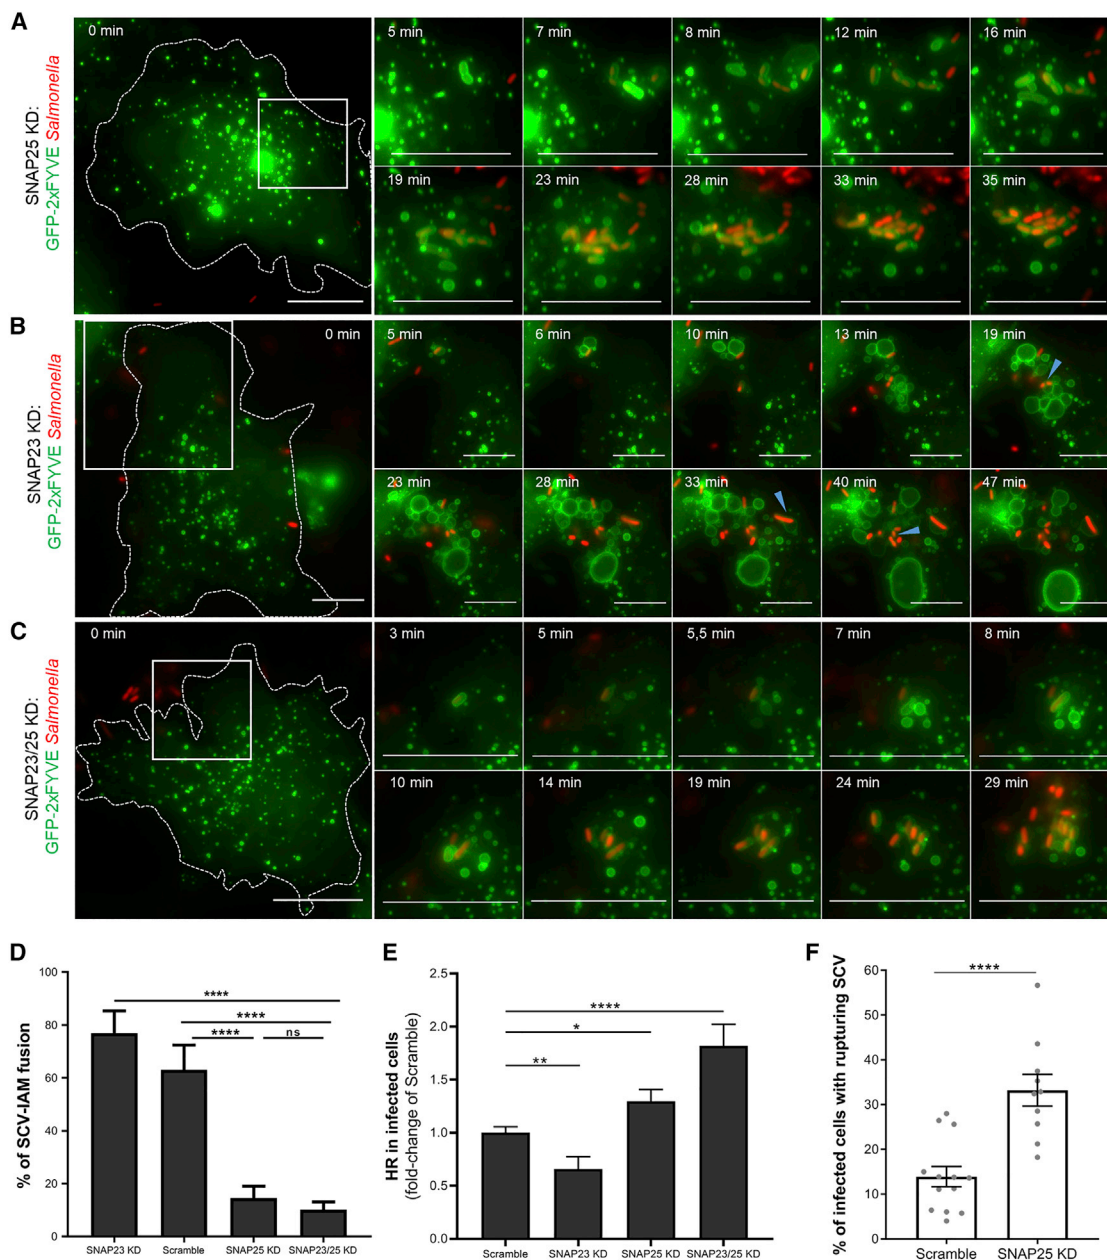 A
SNAP25 KD:
GFP-2xFYVE Salmonella
0 min
5 min
7 min
8 min
12 min
16 min
19 min
23 min
28 min
33 min
35 min
B
SNAP23 KD:
GFP-2xFYVE Salmonella
0 min
5 min
6 min
10 min
13 min
19 min
23 min
28 min
33 min
40 min
47 min
C
SNAP23/25 KD:
GFP-2xFYVE Salmonella
0 min
3 min
5 min
5,5 min
7 min
8 min
10 min
14 min
19 min
24 min
29 min
D
% of SCV-IAM fusion
100
80
60
40
20
0
****
****
**** ns
SNAP23 KD Scramble SNAP25 KD SNAP23/25 KD
E
HR in infected cells
(fold-change of Scramble)
2.5
2.0
1.5
1.0
0.5
0.0
****
*
**
Scramble SNAP23 KD SNAP25 KD SNAP23/25 KD
F
% of infected cells with rupturing SCV
60
50
40
30
20
10
0
****
Scramble SNAP25 KD